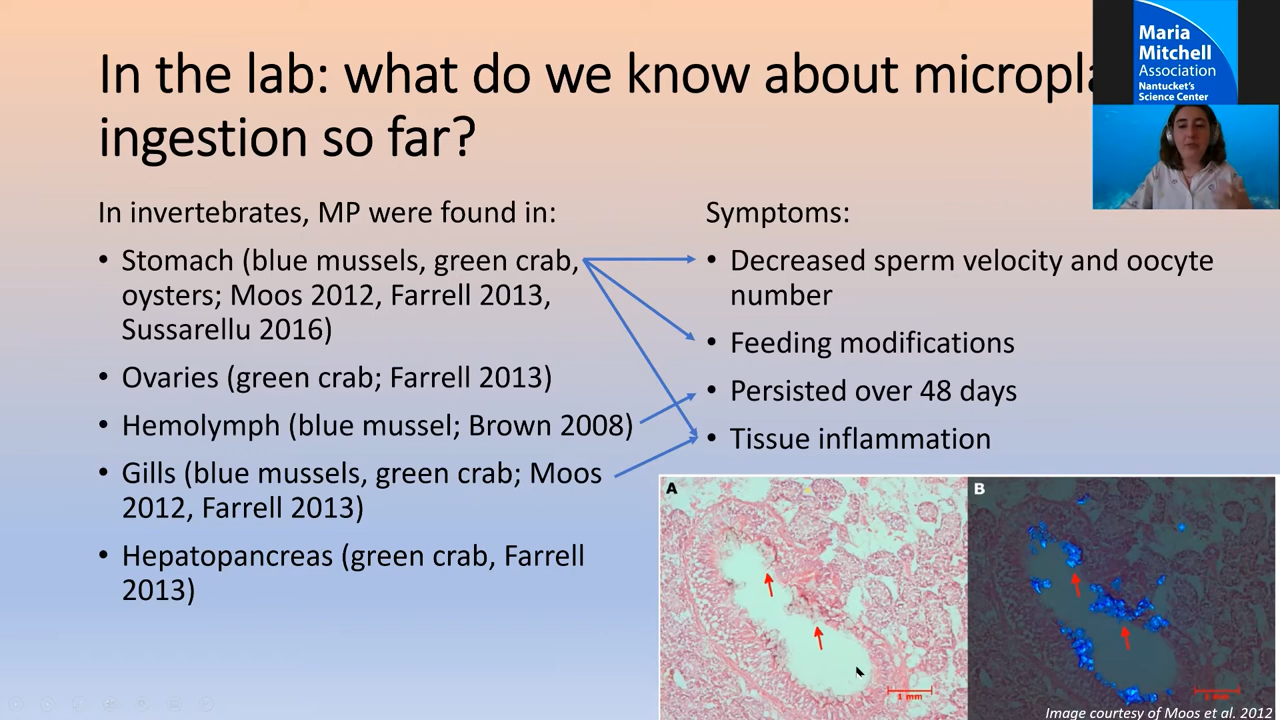 In the lab: what do we know about
ingestion so far?
Maria
Mitchell
Association
Nantucket's
Science Center
In invertebrates, MP were found in:
• Stomach (blue mussels, green crab,
oysters; Moos 2012, Farrell 2013,
Sussarellu 2016)
• Ovaries (green crab; Farrell 2013)
• Hemolymph (blue mussel; Brown 2008)
• Gills (blue mussels, green crab; Moos
2012, Farrell 2013)
• Hepatopancreas (green crab, Farrell
2013)
Symptoms:
• Decreased sperm velocity and oocyte
number
• Feeding modifications
• Persisted over 48 days
• Tissue inflammation
A
B
1 mm
Image courtesy of Moos et al. 2012